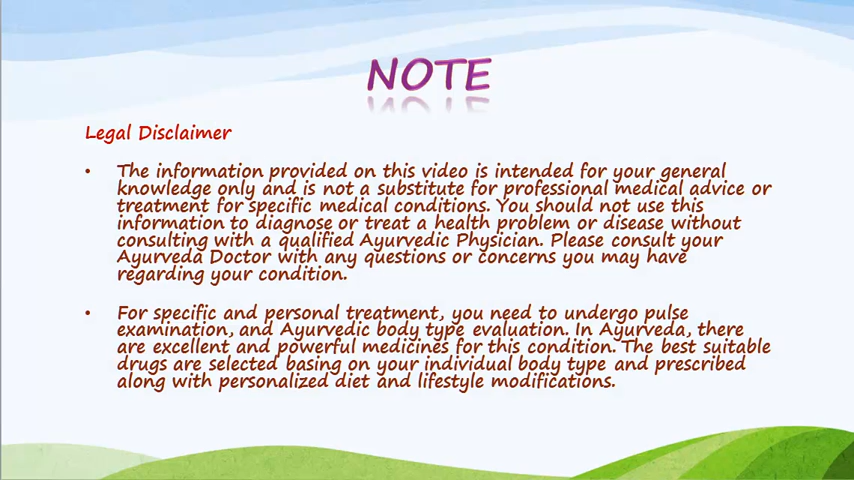 NOTE
Legal Disclaimer
• The information provided on this video is intended for your general
knowledge only and is not a substitute for professional medical advice or
treatment for specific medical conditions. You should not use this
information to diagnose or treat a health problem or disease without
consulting with a qualified Ayurvedic Physician. Please consult your
Ayurveda Doctor with any questions or concerns you may have
regarding your condition.
• For specific and personal treatment, you need to undergo pulse
examination, and Ayurvedic body type evaluation. In Ayurveda, there
are excellent and powerful medicines for this condition. The best suitable
drugs are selected basing on your individual body type and prescribed
along with personalized diet and lifestyle modifications.